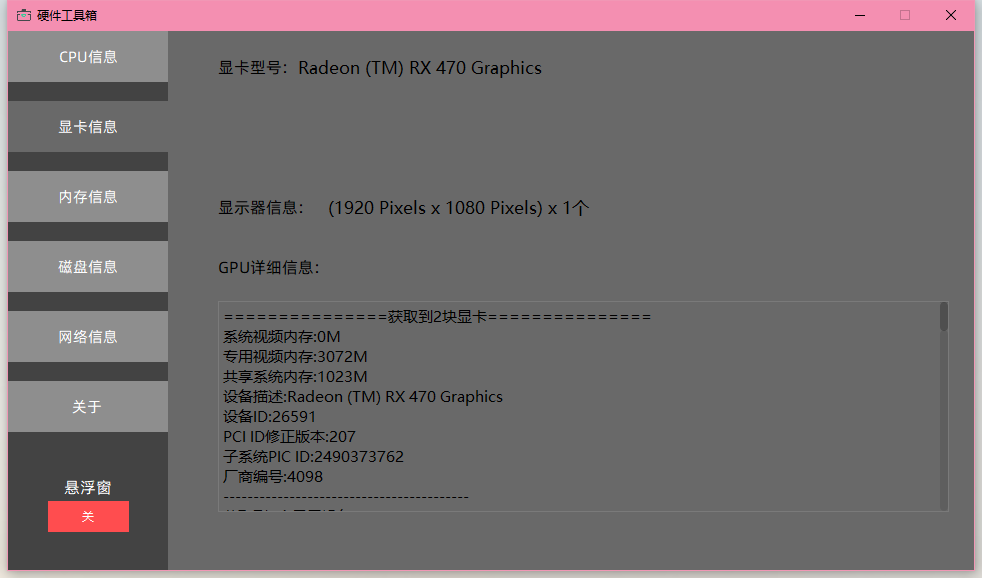 硬件工具箱
CPU信息
显卡信息
内存信息
磁盘信息
网络信息
关于
悬浮窗
关
显卡型号：Radeon (TM) RX 470 Graphics
显示器信息： (1920 Pixels x 1080 Pixels) x 1个
GPU详细信息：
===============获取到2块显卡===============
系统视频内存:0M
专用视频内存:3072M
共享系统内存:1023M
设备描述:Radeon (TM) RX 470 Graphics
设备ID:26591
PCI ID修正版本:207
子系统PIC ID:2490373762
厂商编号:4098
-----------------------------------------